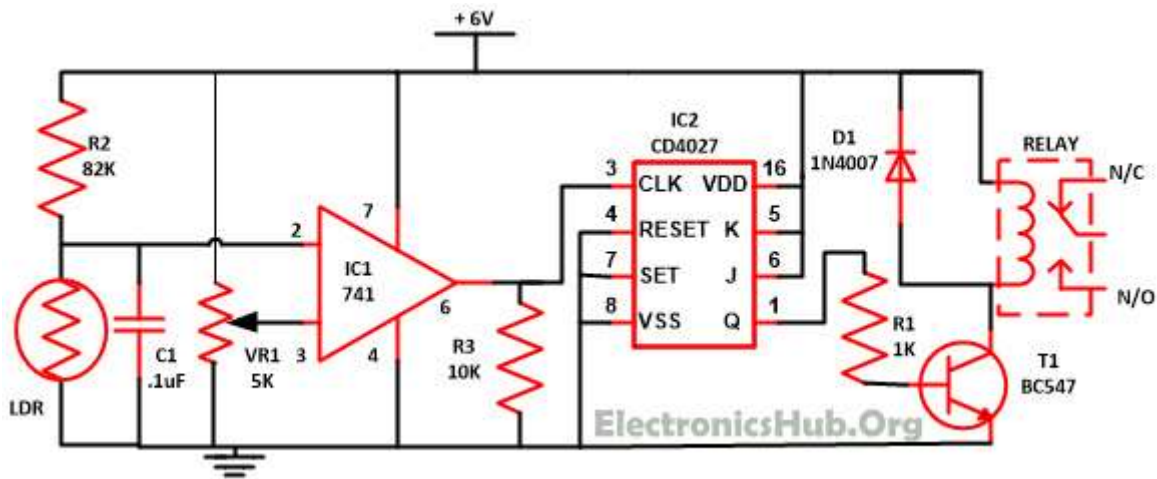 + 6V
R2
82K
LDR
C1
.1uF
VR1
5K
2
3
7
4
6
IC1
741
R3
10K
IC2
CD4027
3
4
7
8
CLK
RESET
SET
VSS
VDD
K
J
Q
16
5
6
1
D1
1N4007
R1
1K
RELAY
N/C
N/O
T1
BC547
ElectronicsHub.Org